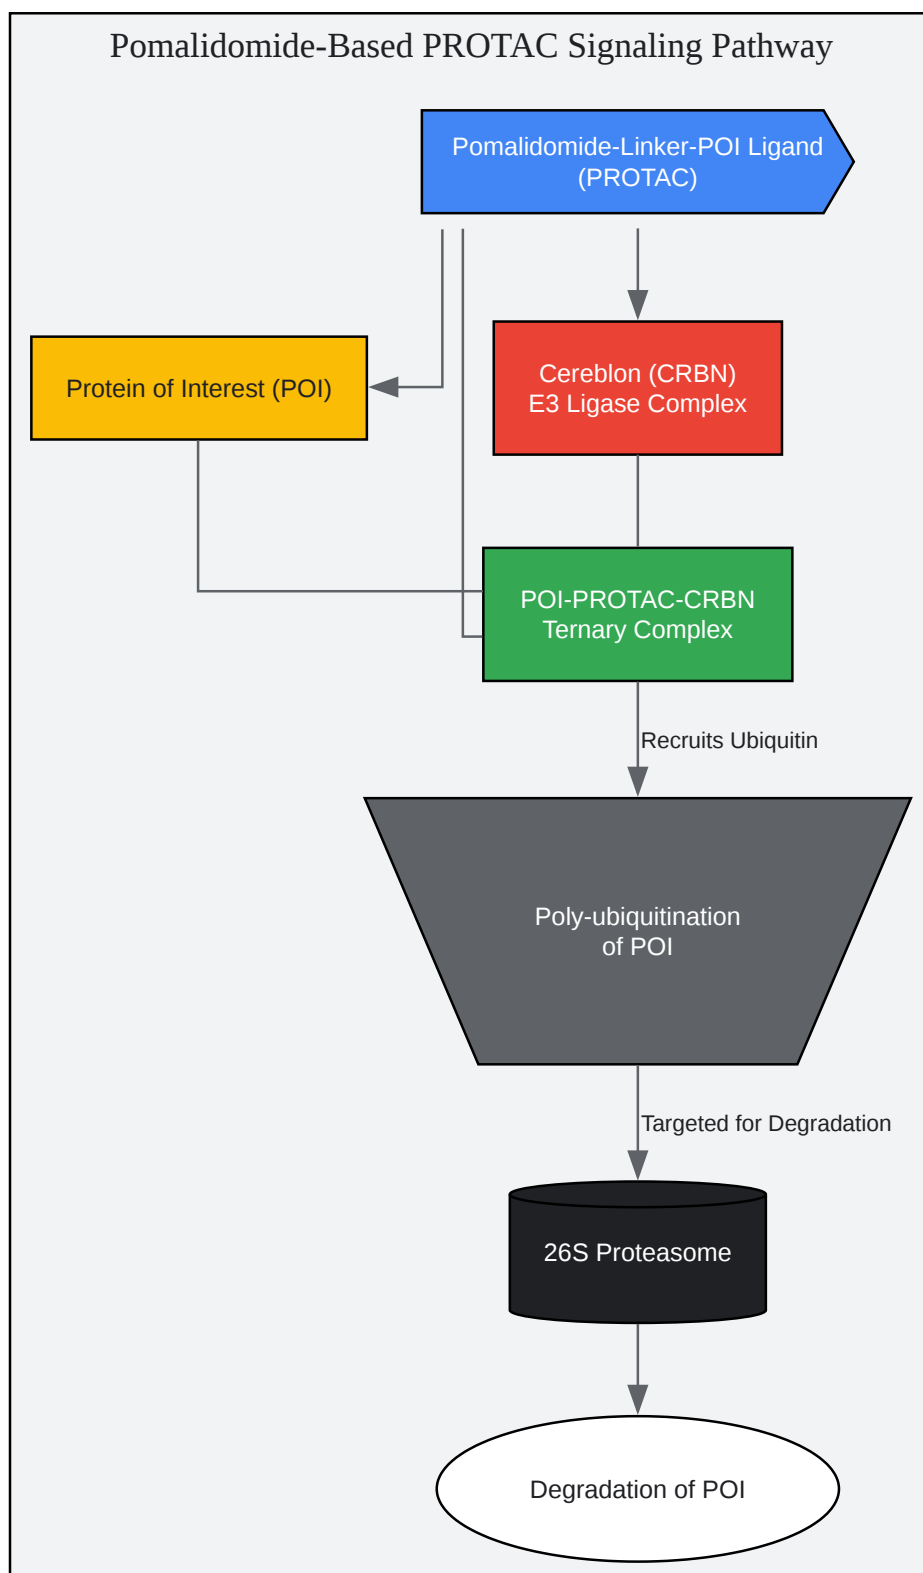 Pomalidomide-Based PROTAC Signaling Pathway
Pomalidomide-Linker-POI Ligand
(PROTAC)
Protein of Interest (POI)
Cereblon (CRBN)
E3 Ligase Complex
POI-PROTAC-CRBN
Ternary Complex
Recruits Ubiquitin
Poly-ubiquitination
of POI
Targeted for Degradation
26S Proteasome
Degradation of POI